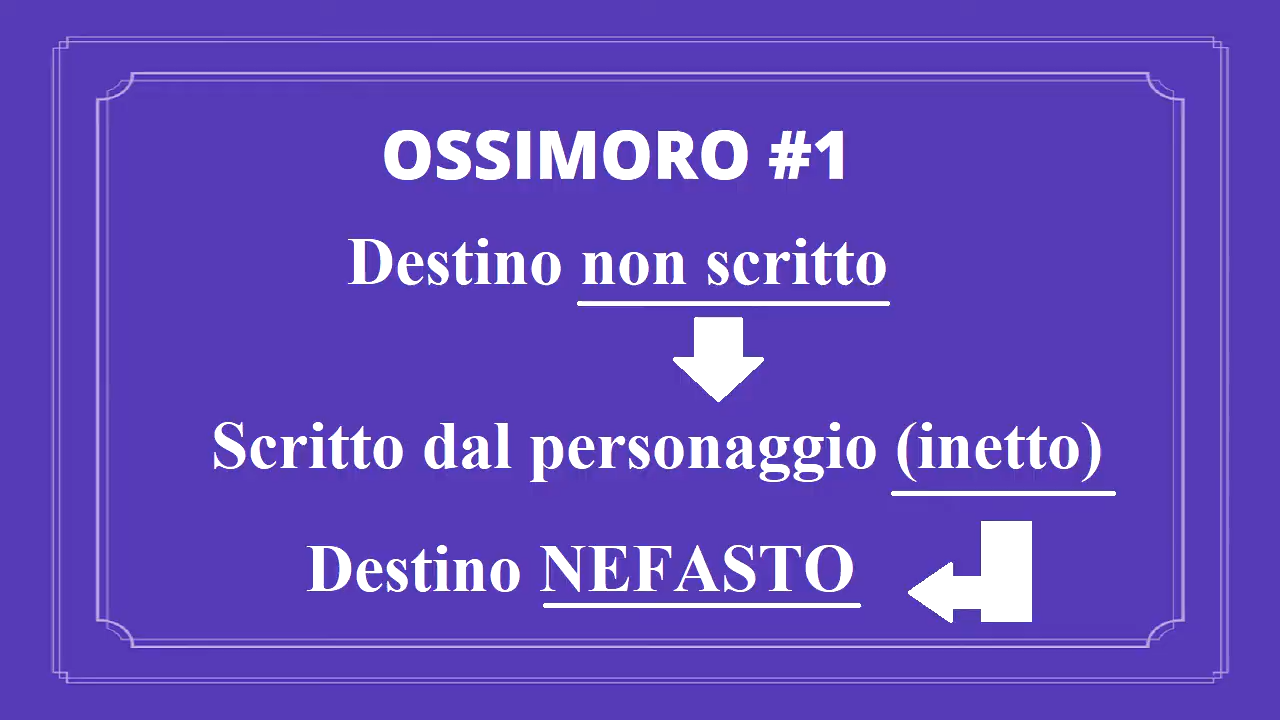 OSSIMORO #1
Destino non scritto
Scritto dal personaggio (inetto)
Destino NEFASTO